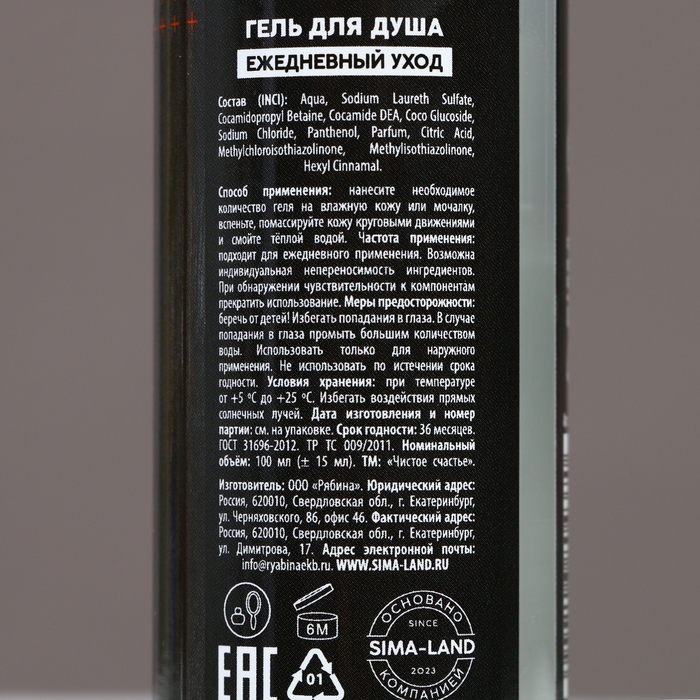 ГЕЛЬ ДЛЯ ДУША
ЕЖЕДНЕВНЫЙ УХОД
Состав (INCI): Aqua, Sodium Laureth Sulfate,
Cocamidopropyl Betaine, Cocamide DEA, Coco Glucoside,
Sodium Chloride, Panthenol, Parfum, Citric Acid,
Methylchloroisothiazolinone, Methylisothiazolinone,
Hexyl Cinnamal.
Способ применения: нанесите необходимое
количество геля на влажную кожу или мочалку,
вспеньте, помассируйте кожу круговыми движениями
и смойте тёплой водой. Частота применения:
подходит для ежедневного применения. Возможна
индивидуальная непереносимость ингредиентов.
При обнаружении чувствительности к компонентам
прекратить использование. Меры предосторожности:
беречь от детей! Избегать попадания в глаза. В случае
попадания в глаза промыть большим количеством
воды. Использовать только для наружного
применения. Не использовать по истечении срока
годности. Условия хранения: при температуре
от +5 ºC до +25 ºC. Избегать воздействия прямых
солнечных лучей. Дата изготовления и номер
партии: см. на упаковке. Срок годности: 36 месяцев.
ГОСТ 31696-2012. ТР ТС 009/2011. Номинальный
объём: 100 мл (± 15 мл). ТМ: «Чистое счастье».
Изготовитель: ООО «Рябина». Юридический адрес:
Россия, 620010, Свердловская обл., г. Екатеринбург,
ул. Черняховского, 86, офис 46. Фактический адрес:
Россия, 620010, Свердловская обл., г. Екатеринбург,
ул. Димитрова, 17. Адрес электронной почты:
info@ryabinaekb.ru. WWW.SIMA-LAND.RU
6M
EAC
01
ОСНОВАНО
SINCE
SIMA-LAND
2023
КОМПАНИЕЙ